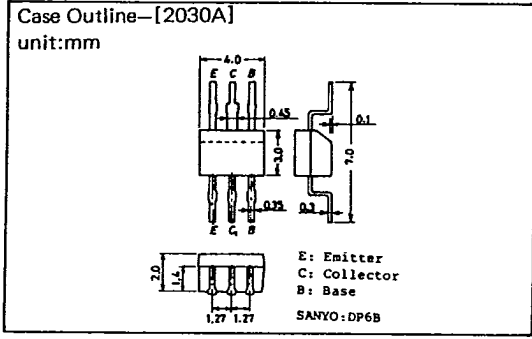 Case Outline—[2030A]
unit:mm
4.0
E C B
0.45
0.1
3.0
7.0
0.35
0.3
E C B
2.0
1.4
1.27 1.27
E: Emitter
C: Collector
B: Base
SANYO:DP6B